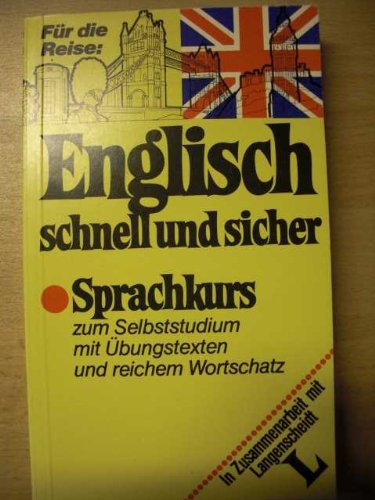 Für die
Reise:
Englisch
schnell und sicher
Sprachkurs
zum Selbststudium
mit Übungstexten
und reichem Wortschatz
In Zusammenarbeit mit
Langenscheidt
L